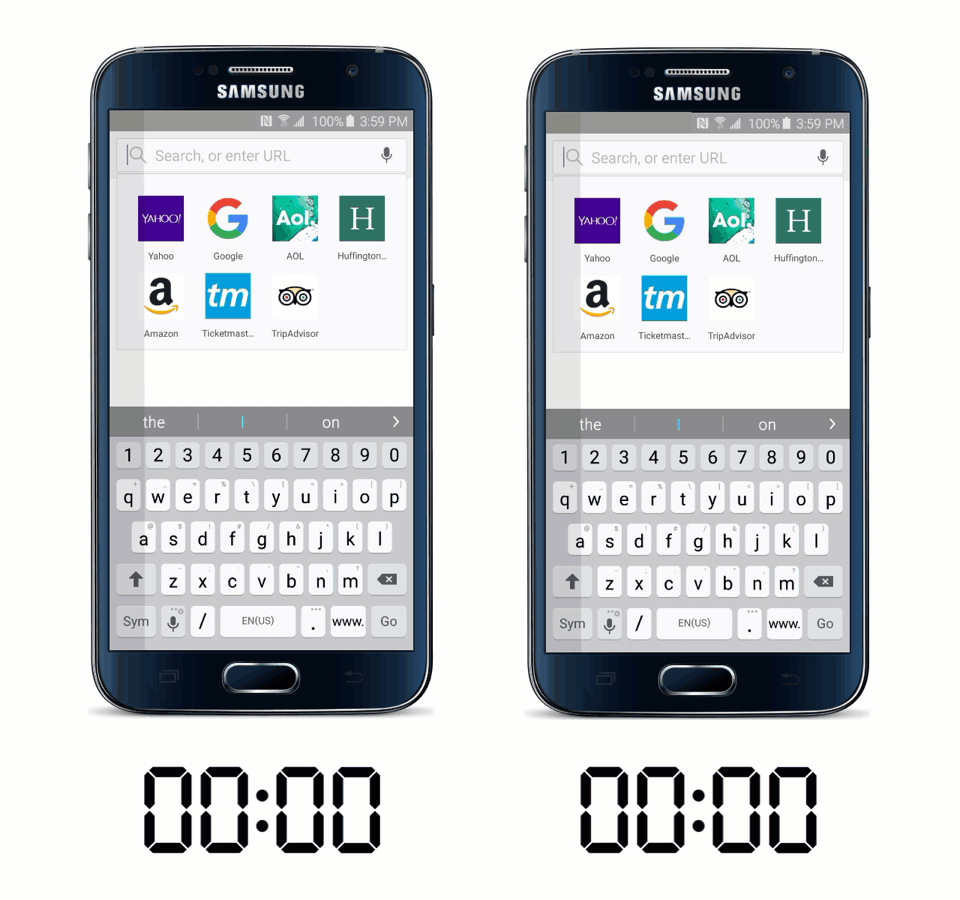 SAMSUNG
100% 3:59 PM
Search, or enter URL
YAHOO! G Aol. H
Yahoo Google AOL Huffington...
a tm
Amazon Ticketmast... TripAdvisor
the I on >
1 2 3 4 5 6 7 8 9 0
q w e r t y u i o p
a s d f g h j k l
z x c v b n m
Sym / EN(US) . www. Go
00:00
SAMSUNG
100% 3:59 PM
Search, or enter URL
YAHOO! G Aol. H
Yahoo Google AOL Huffington...
a tm
Amazon Ticketmast... TripAdvisor
the I on >
1 2 3 4 5 6 7 8 9 0
q w e r t y u i o p
a s d f g h j k l
z x c v b n m
Sym / EN(US) . www. Go
00:00